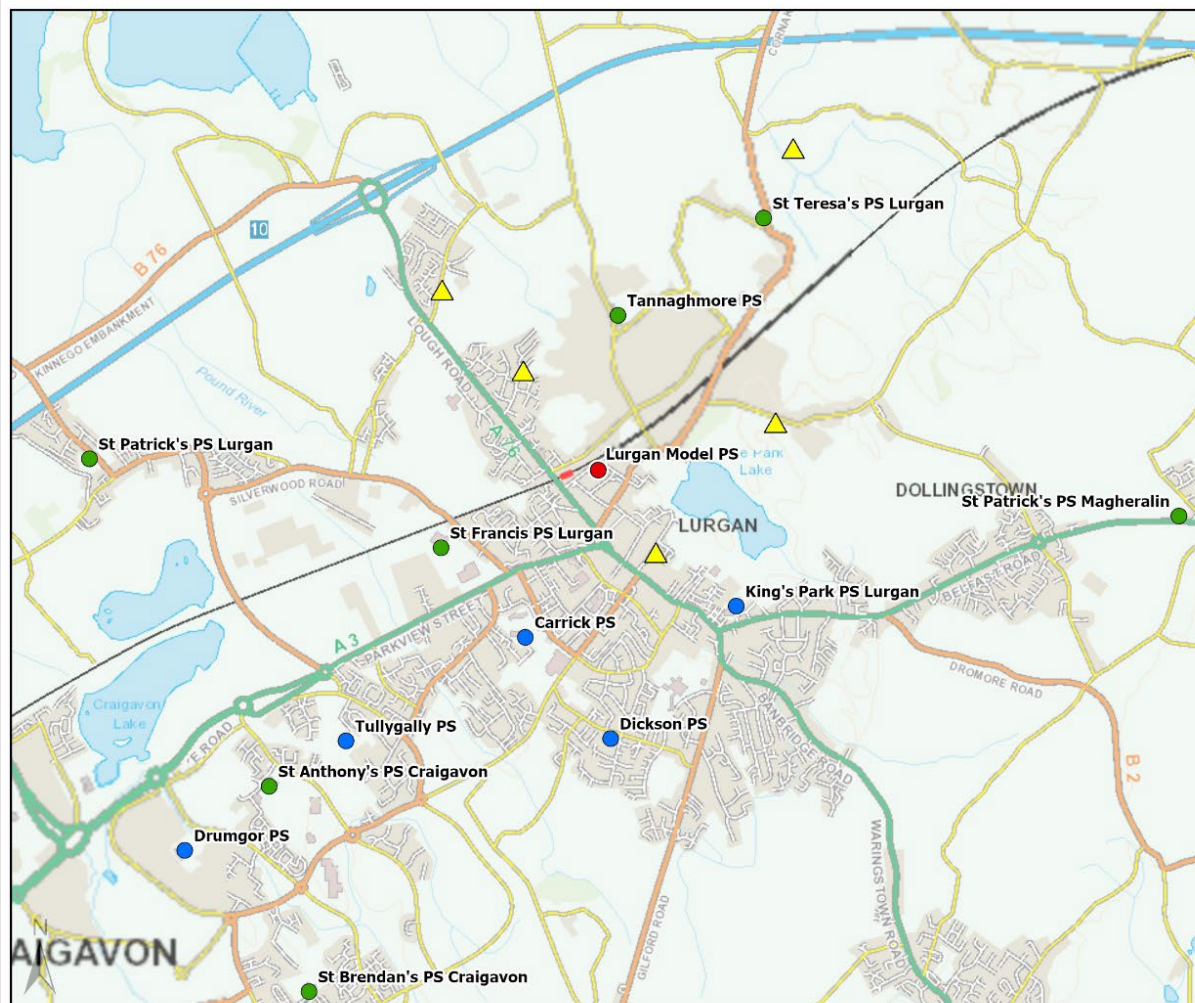 CORNAK
St Teresa's PS Lurgan
10
B 76
Tannaghmore PS
KINNEGO EMBANKMENT
LOUGH ROAD
Pound River
A 76
St Patrick's PS Lurgan
Lurgan Model PS
e Park
Lake
SILVERWOOD ROAD
DOLLINGSTOWN
St Patrick's PS Magheralin
LURGAN
St Francis PS Lurgan
BELFAST ROAD
King's Park PS Lurgan
Carrick PS
PARKVIEW STREET
A 3
DROMORE ROAD
Craigavon
Lake
Tullygally PS
Dickson PS
BANBRIDGE ROAD
E ROAD
B 2
St Anthony's PS Craigavon
Drumgor PS
WARINGSTOWN ROAD
N
AIGAVON
GILFORD ROAD
St Brendan's PS Craigavon